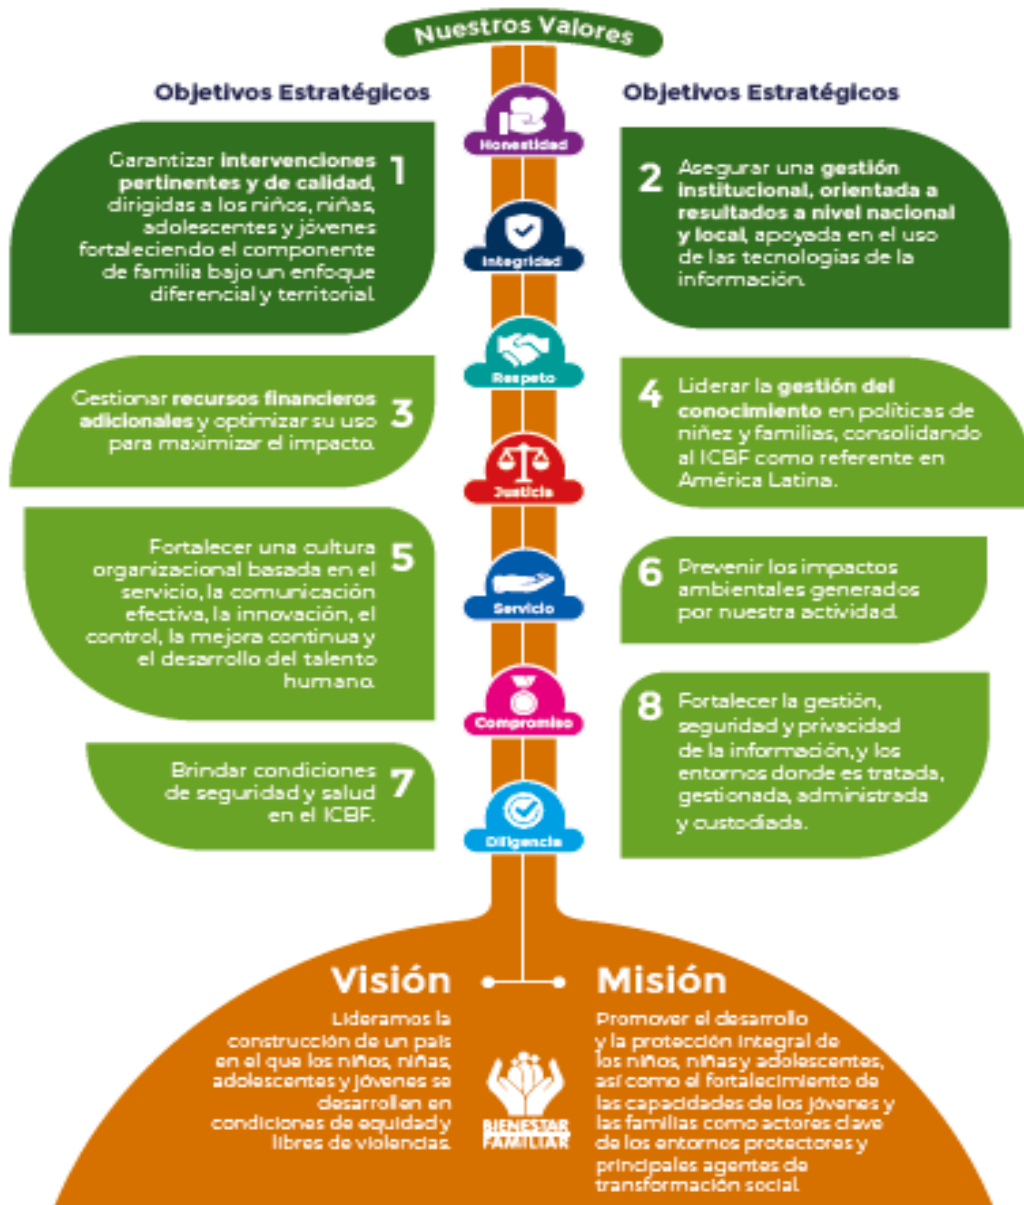 Nuestros Valores
Objetivos Estratégicos
Objetivos Estratégicos
Honestidad
Integridad
Respeto
Justicia
Servicio
Compromiso
Diligencia
1
Garantizar intervenciones
pertinentes y de calidad,
dirigidas a los niños, niñas,
adolescentes y jóvenes
fortaleciendo el componente
de familia bajo un enfoque
diferencial y territorial.
2
Asegurar una gestión
institucional, orientada a
resultados a nivel nacional
y local, apoyada en el uso
de las tecnologías de la
información.
3
Gestionar recursos financieros
adicionales y optimizar su uso
para maximizar el impacto.
4
Liderar la gestión del
conocimiento en políticas de
niñez y familias, consolidando
al ICBF como referente en
América Latina.
5
Fortalecer una cultura
organizacional basada en el
servicio, la comunicación
efectiva, la innovación, el
control, la mejora continua y
el desarrollo del talento
humano.
6
Prevenir los impactos
ambientales generados
por nuestra actividad.
7
Brindar condiciones
de seguridad y salud
en el ICBF.
8
Fortalecer la gestión,
seguridad y privacidad
de la información, y los
entornos donde es tratada,
gestionada, administrada
y custodiada.
Visión
Lideramos la
construcción de un país
en el que los niños, niñas,
adolescentes y jóvenes se
desarrollen en
condiciones de equidad y
libres de violencias.
BIENESTAR
FAMILIAR
Misión
Promover el desarrollo
y la protección integral de
los niños, niñas y adolescentes,
así como el fortalecimiento de
las capacidades de los jóvenes y
las familias como actores clave
de los entornos protectores y
principales agentes de
transformación social.